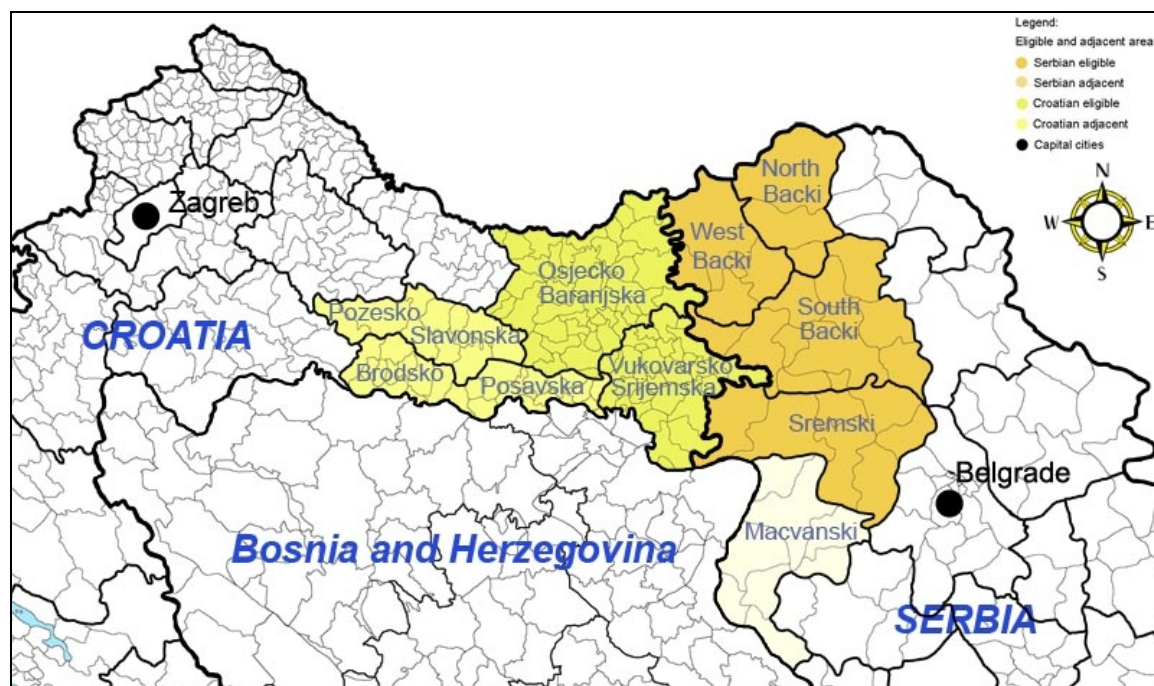 Legend:
Eligible and adjacent area
Serbian eligible
Serbian adjacent
Croatian eligible
Croatian adjacent
Capital cities
N
W
E
S
Zagreb
North
Backi
West
Backi
Osjecko
Baranjska
South
Backi
Pozesko
Slavonska
CROATIA
Brodsko
Posavska
Vukovarsko
Srijemska
Sremski
Belgrade
Macvanski
Bosnia and Herzegovina
SERBIA